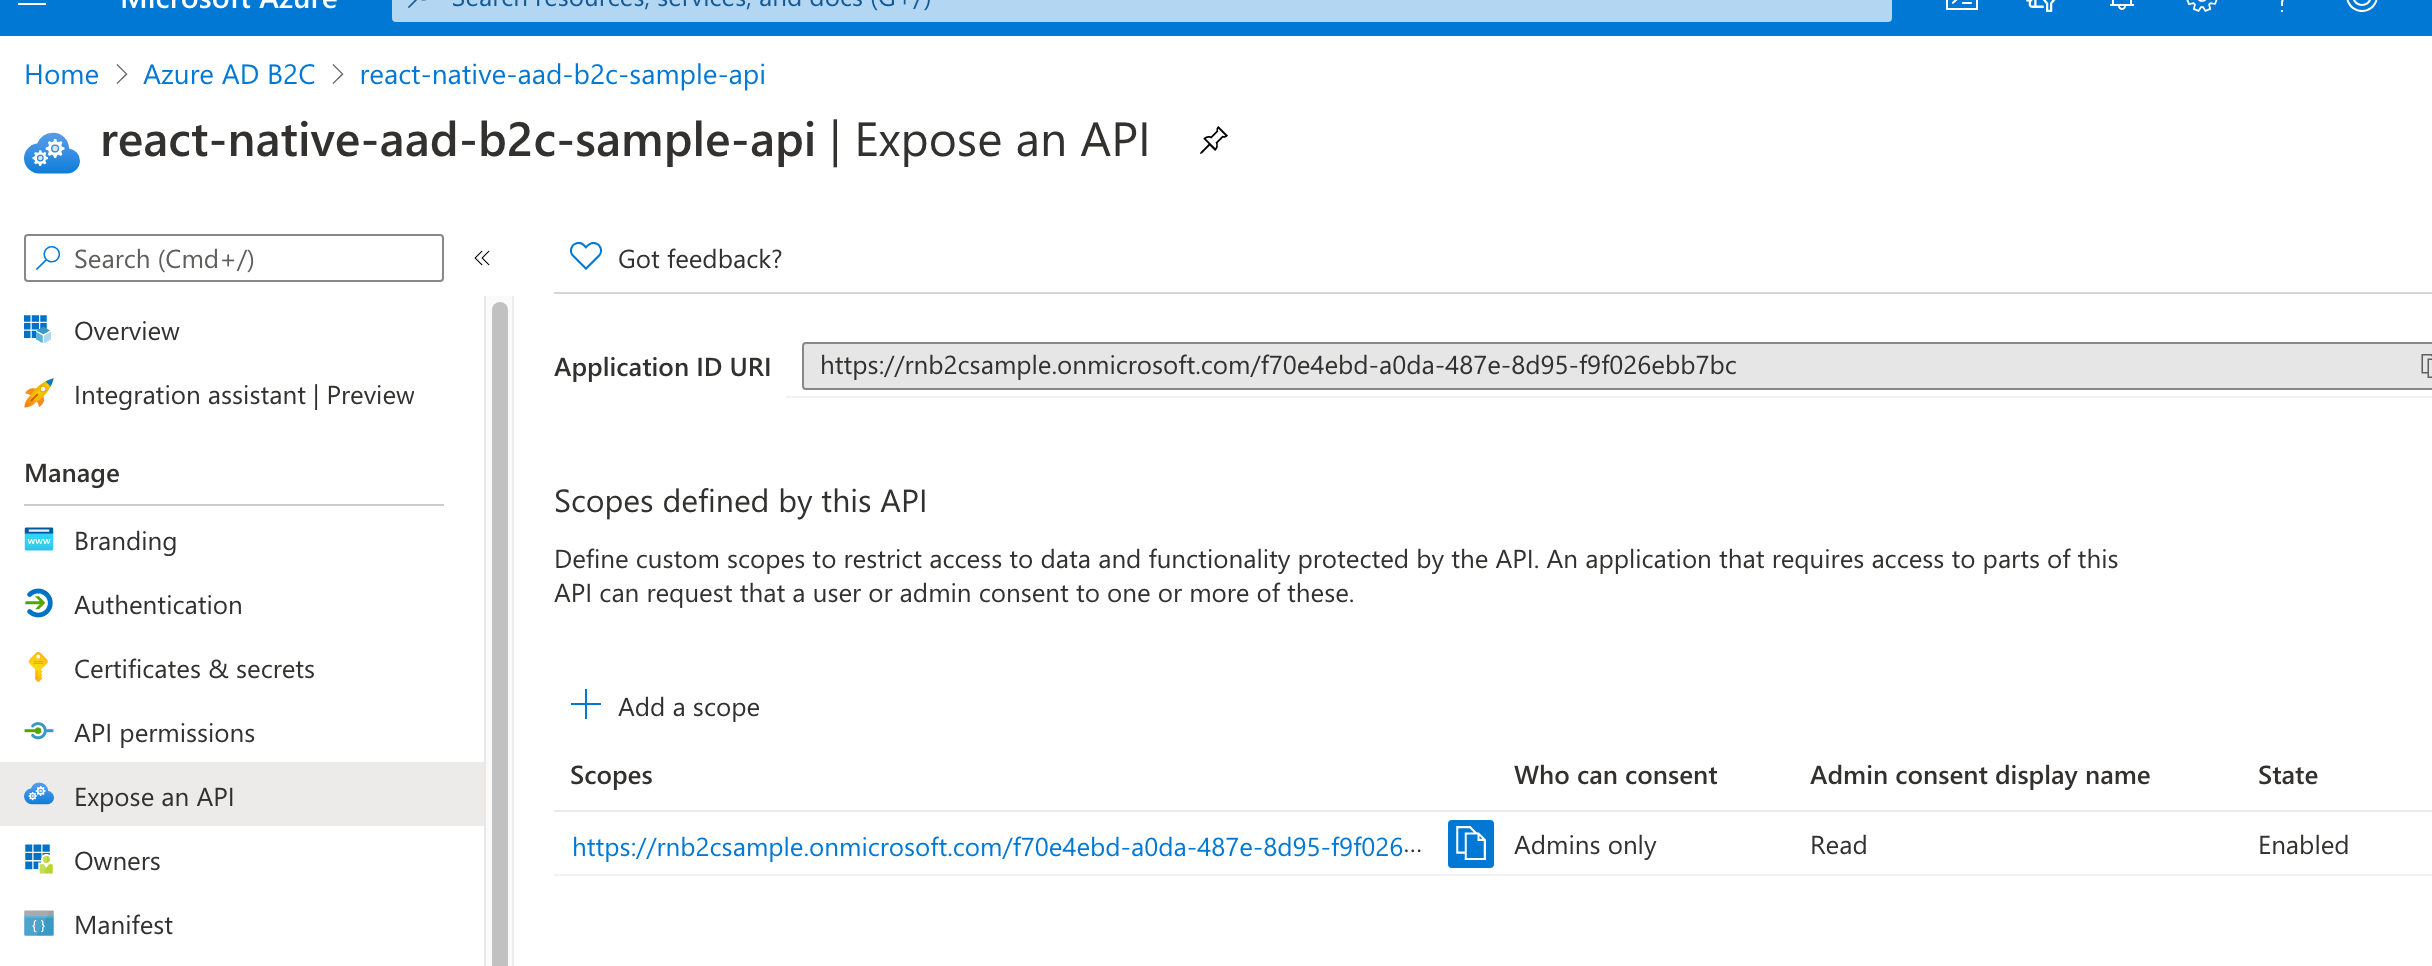 Microsoft Azure
Search resources, services, and docs (G+/)
Home > Azure AD B2C > react-native-aad-b2c-sample-api
react-native-aad-b2c-sample-api | Expose an API
Search (Cmd+/)
«
Got feedback?
Overview
Integration assistant | Preview
Manage
Branding
Authentication
Certificates & secrets
API permissions
Expose an API
Owners
Manifest
Application ID URI https://rnb2csample.onmicrosoft.com/f70e4ebd-a0da-487e-8d95-f9f026ebb7bc
Scopes defined by this API
Define custom scopes to restrict access to data and functionality protected by the API. An application that requires access to parts of this
API can request that a user or admin consent to one or more of these.
Add a scope
Scopes Who can consent Admin consent display name State
https://rnb2csample.onmicrosoft.com/f70e4ebd-a0da-487e-8d95-f9f026... Admins only Read Enabled